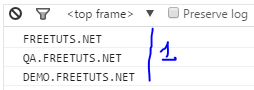 <top frame> ▼ Preserve log
FREETUTS.NET
QA.FREETUTS.NET
DEMO.FREETUTS.NET
1